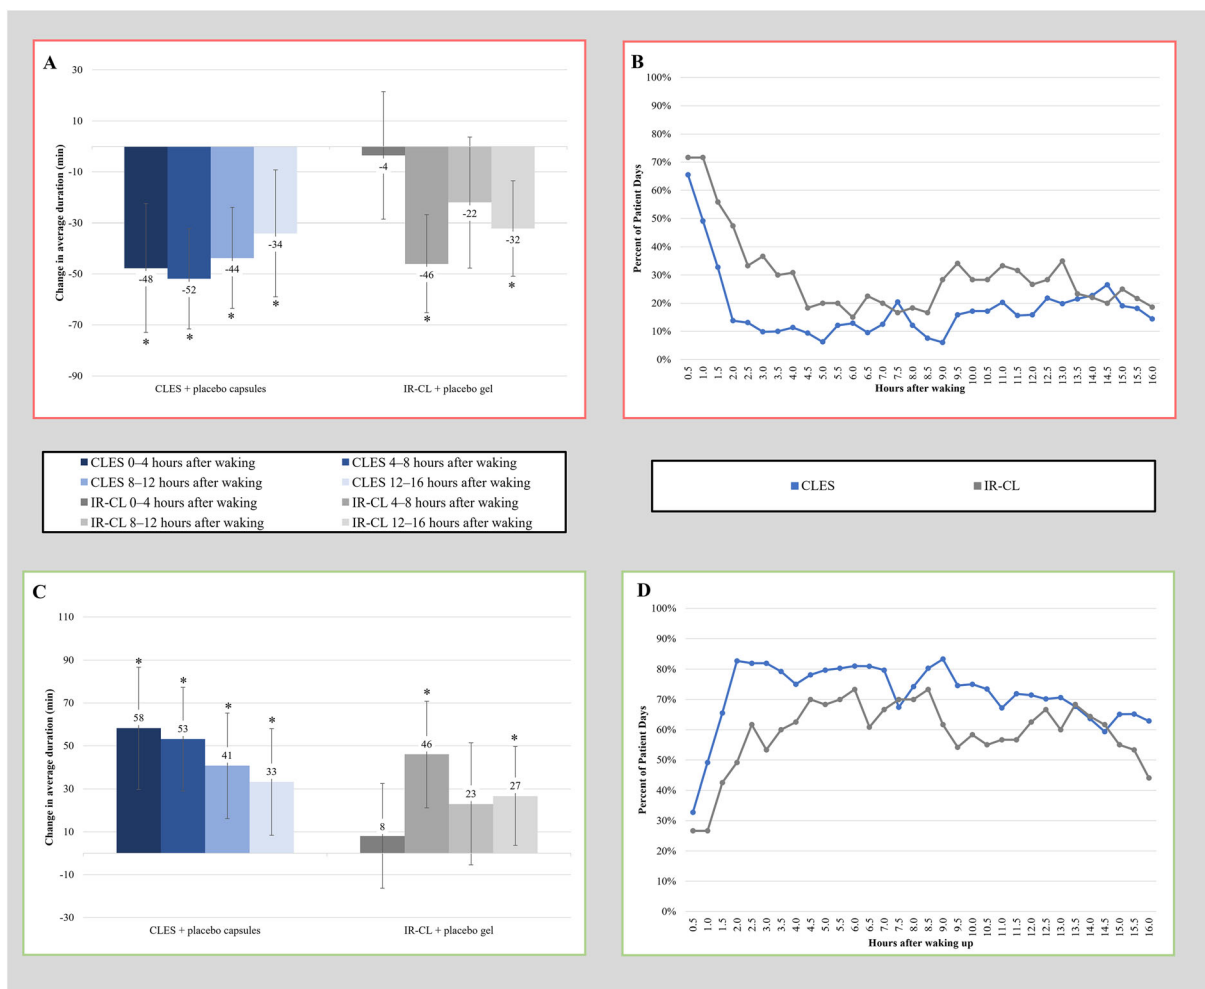 A
Change in average duration (min)
30
10
-10
-30
-50
-70
-90
-48
-52
-44
-34
-4
-46
-22
-32
*
*
*
*
*
*
CLES + placebo capsules
IR-CL + placebo gel
B
Percent of Patient Days
100%
90%
80%
70%
60%
50%
40%
30%
20%
10%
0%
0.5 1.0 1.5 2.0 2.5 3.0 3.5 4.0 4.5 5.0 5.5 6.0 6.5 7.0 7.5 8.0 8.5 9.0 9.5 10.0 10.5 11.0 11.5 12.0 12.5 13.0 13.5 14.0 14.5 15.0 15.5 16.0
Hours after waking
CLES 0–4 hours after waking
CLES 4–8 hours after waking
CLES 8–12 hours after waking
CLES 12–16 hours after waking
IR-CL 0–4 hours after waking
IR-CL 4–8 hours after waking
IR-CL 8–12 hours after waking
IR-CL 12–16 hours after waking
CLES
IR-CL
C
Change in average duration (min)
110
90
70
50
30
10
-10
-30
*
*
*
*
*
*
58
53
41
33
8
46
23
27
CLES + placebo capsules
IR-CL + placebo gel
D
Percent of Patient Days
100%
90%
80%
70%
60%
50%
40%
30%
20%
10%
0%
0.5 1.0 1.5 2.0 2.5 3.0 3.5 4.0 4.5 5.0 5.5 6.0 6.5 7.0 7.5 8.0 8.5 9.0 9.5 10.0 10.5 11.0 11.5 12.0 12.5 13.0 13.5 14.0 14.5 15.0 15.5 16.0
Hours after waking up